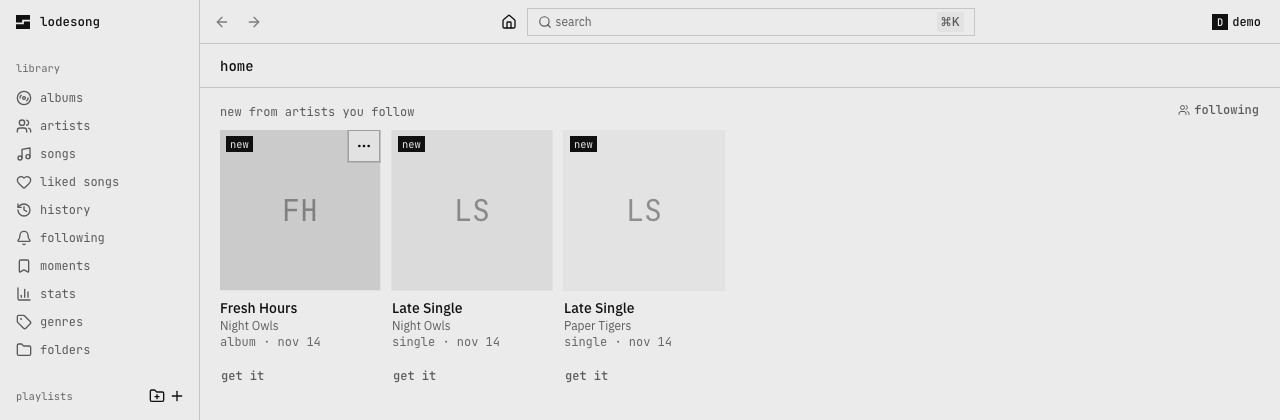 lodesong
search
⌘K
D
demo
library
albums
artists
songs
liked songs
history
following
moments
stats
genres
folders
playlists
home
new from artists you follow
following
new
new
new
FH
LS
LS
Fresh Hours
Night Owls
album · nov 14
get it
Late Single
Night Owls
single · nov 14
get it
Late Single
Paper Tigers
single · nov 14
get it